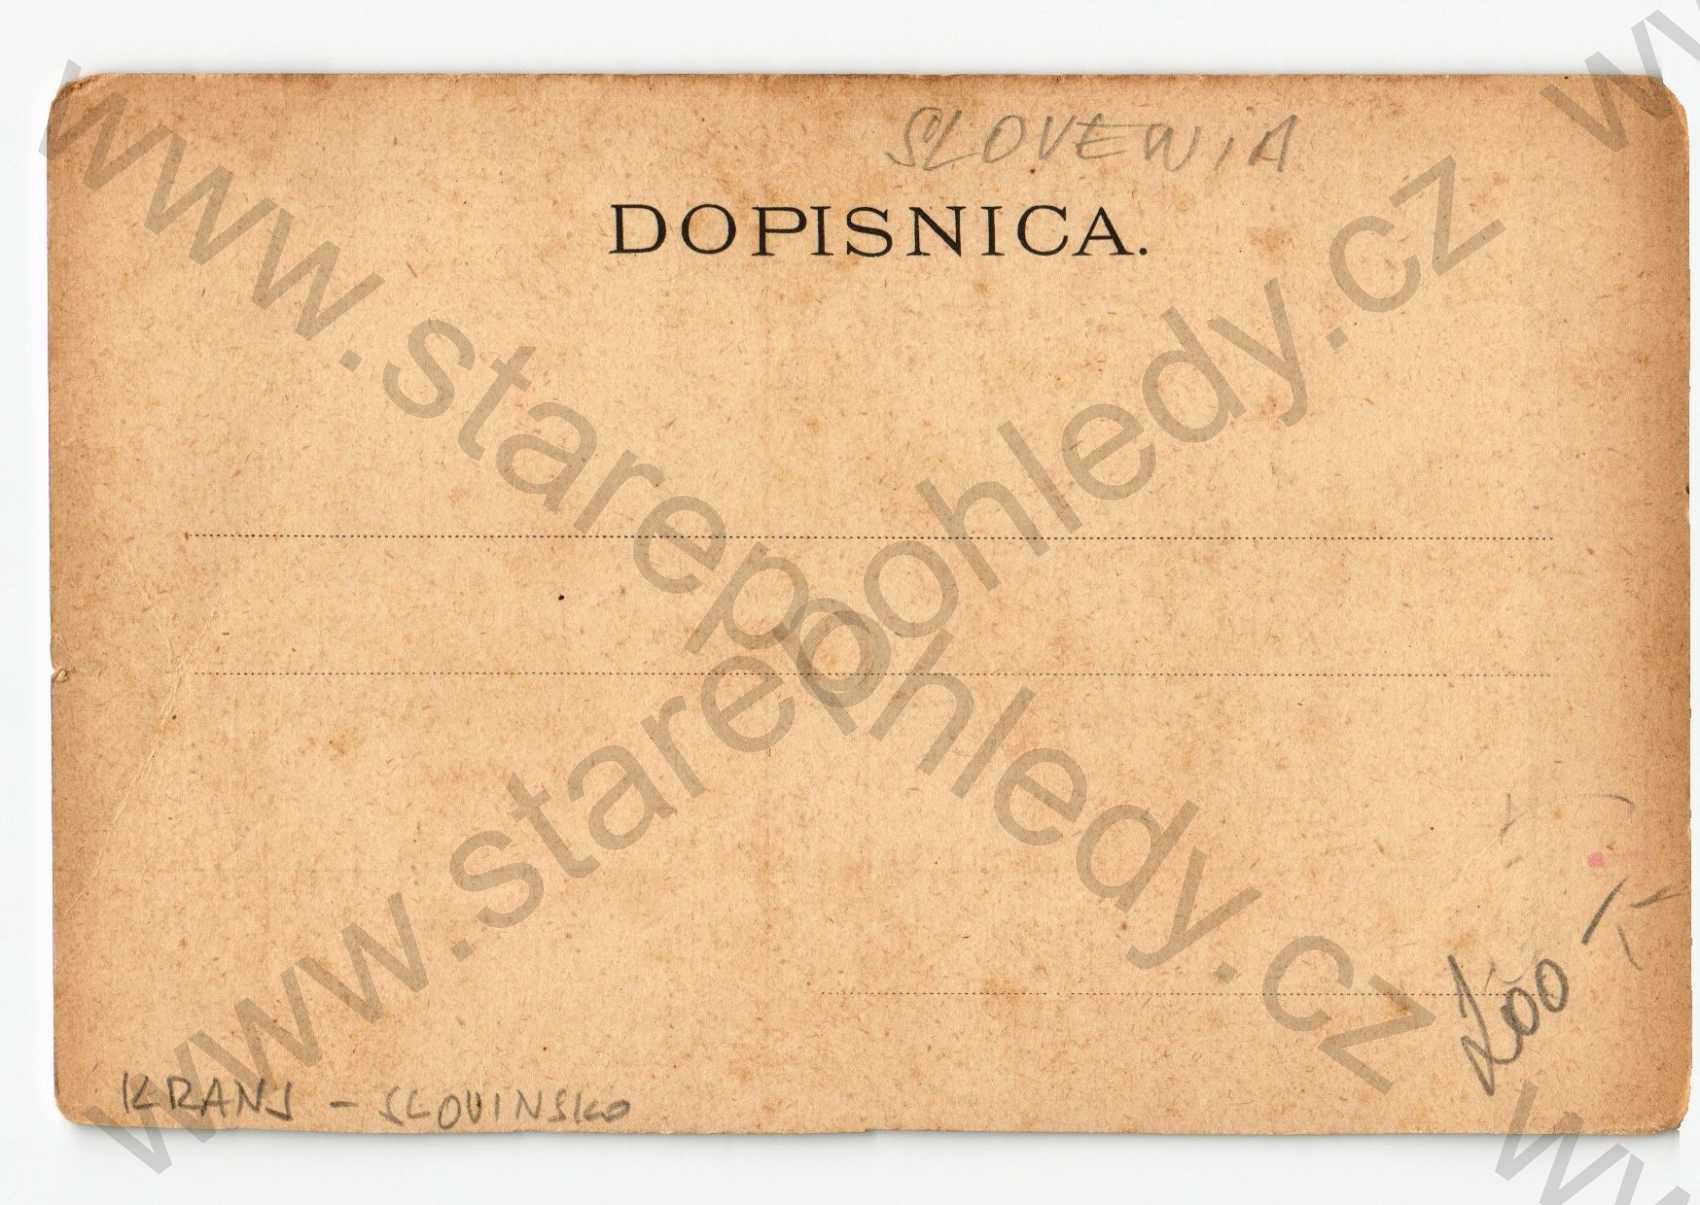 SLOVENIA
DOPISNICA.
200
KRANJ - SLOVINSKO
www.starepohledy.cz
www.starepohledy.cz